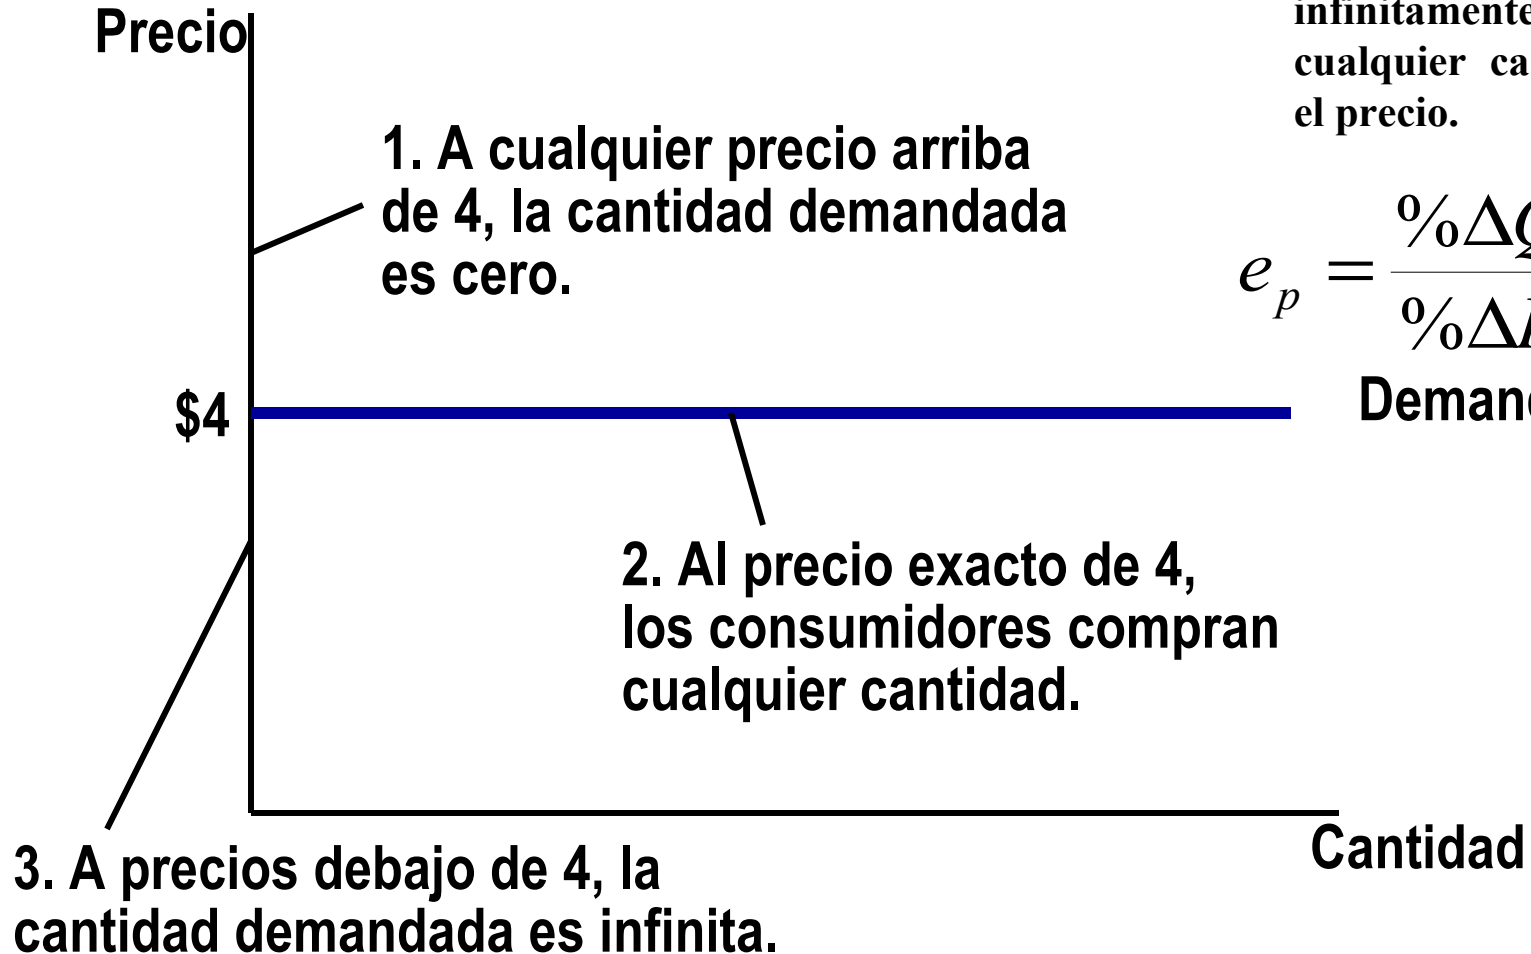 Precio
infinitamente
cualquier
el precio.
1. A cualquier precio arriba
de 4, la cantidad demandada
es cero.
%Δ
e p =
%Δ
$4
2. Al precio exacto de 4,
los consumidores compran
cualquier cantidad.
Cantidad
3. A precios debajo de 4, la
cantidad demandada es infinita.